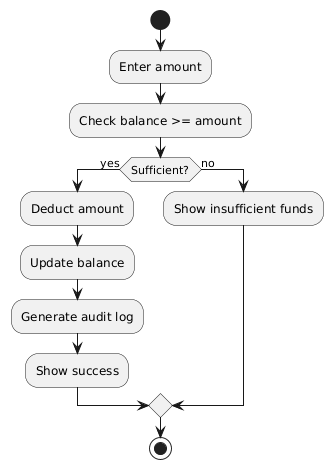 Enter amount
Check balance >= amount
Sufficient?
yes
no
Deduct amount
Show insufficient funds
Update balance
Generate audit log
Show success